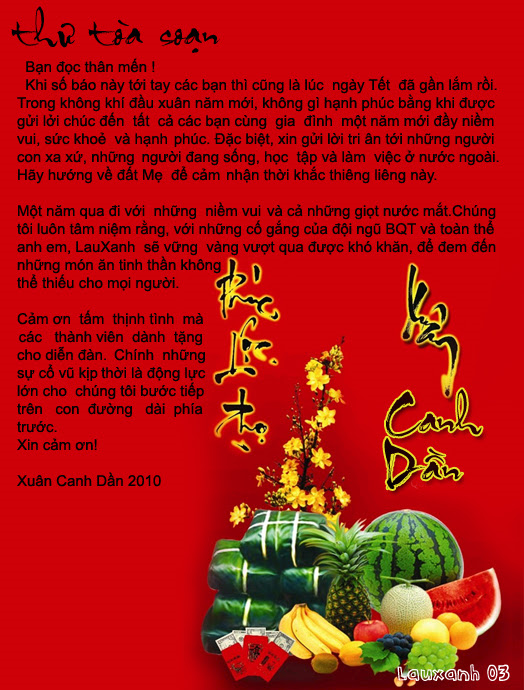 thư tòa soạn
Bạn đọc thân mến !
Khi số báo này tới tay các bạn thì cũng là lúc ngày Tết đã gần lắm rồi.
Trong không khí đầu xuân năm mới, không gì hạnh phúc bằng khi được
gửi lởi chúc đến tất cả các bạn cùng gia đình một năm mới đầy niềm
vui, sức khoẻ và hạnh phúc. Đặc biệt, xin gửi lời tri ân tới những người
con xa xứ, những người đang sống, học tập và làm việc ở nước ngoài.
Hãy hướng về đất Mẹ để cảm nhận thời khắc thiêng liêng này.
Một năm qua đi với những niềm vui và cả những giọt nước mắt.Chúng
tôi luôn tâm niệm rằng, với những cố gắng của đội ngũ BQT và toàn thể
anh em, LauXanh sẽ vững vàng vượt qua được khó khăn, để đem đến
những món ăn tinh thần không
thể thiếu cho mọi người.
Cảm ơn tấm thịnh tình mà
các thành viên dành tặng
cho diễn đàn. Chính những
sự cổ vũ kịp thời là động lực
lớn cho chúng tôi bước tiếp
trên con đường dài phía
trước.
Xin cảm ơn!
Xuân Canh Dần 2010
Phúc
Lộc
Thọ
Xuân
Canh
Dần
Lauxanh 03